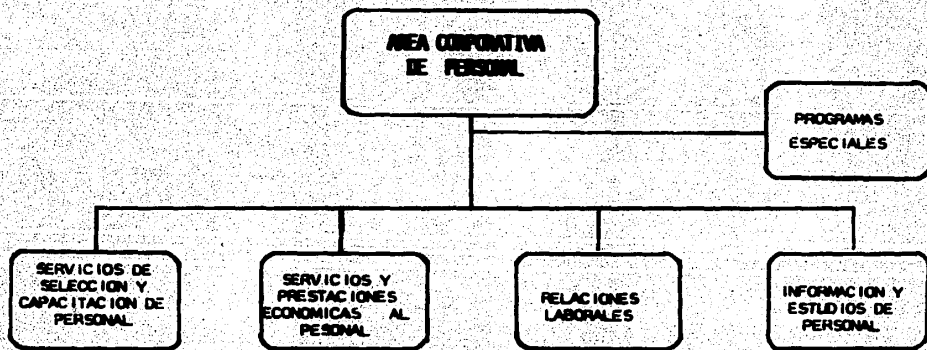 AREA CORPORATIVA
DE PERSONAL
PROGRAMAS
ESPECIALES
SERVICIOS DE
SELECCION Y
CAPACITACION DE
PERSONAL
SERVICIOS Y
PRESTACIONES
ECONOMICAS AL
PESONAL
RELACIONES
LABORALES
INFORMACION Y
ESTUDIOS DE
PERSONAL